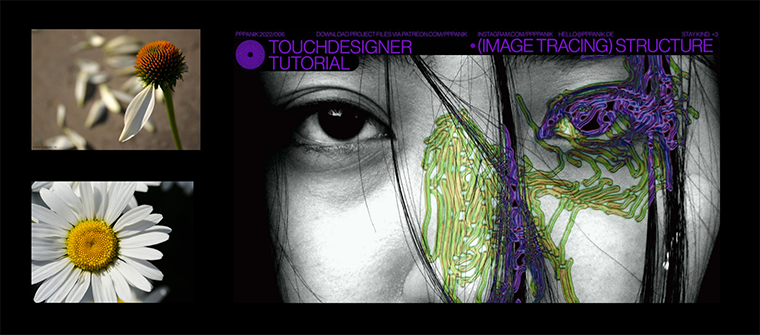 PPPANIK 2022/008 DOWNLOAD PROJECT FILES VIA PATREON.COM/PPPANIK INSTAGRAM.COM/PPPANIK HELLO@PPPANIK.DE STAY KIND <3
TOUCHDESIGNER (IMAGE TRACING) STRUCTURE
TUTORIAL